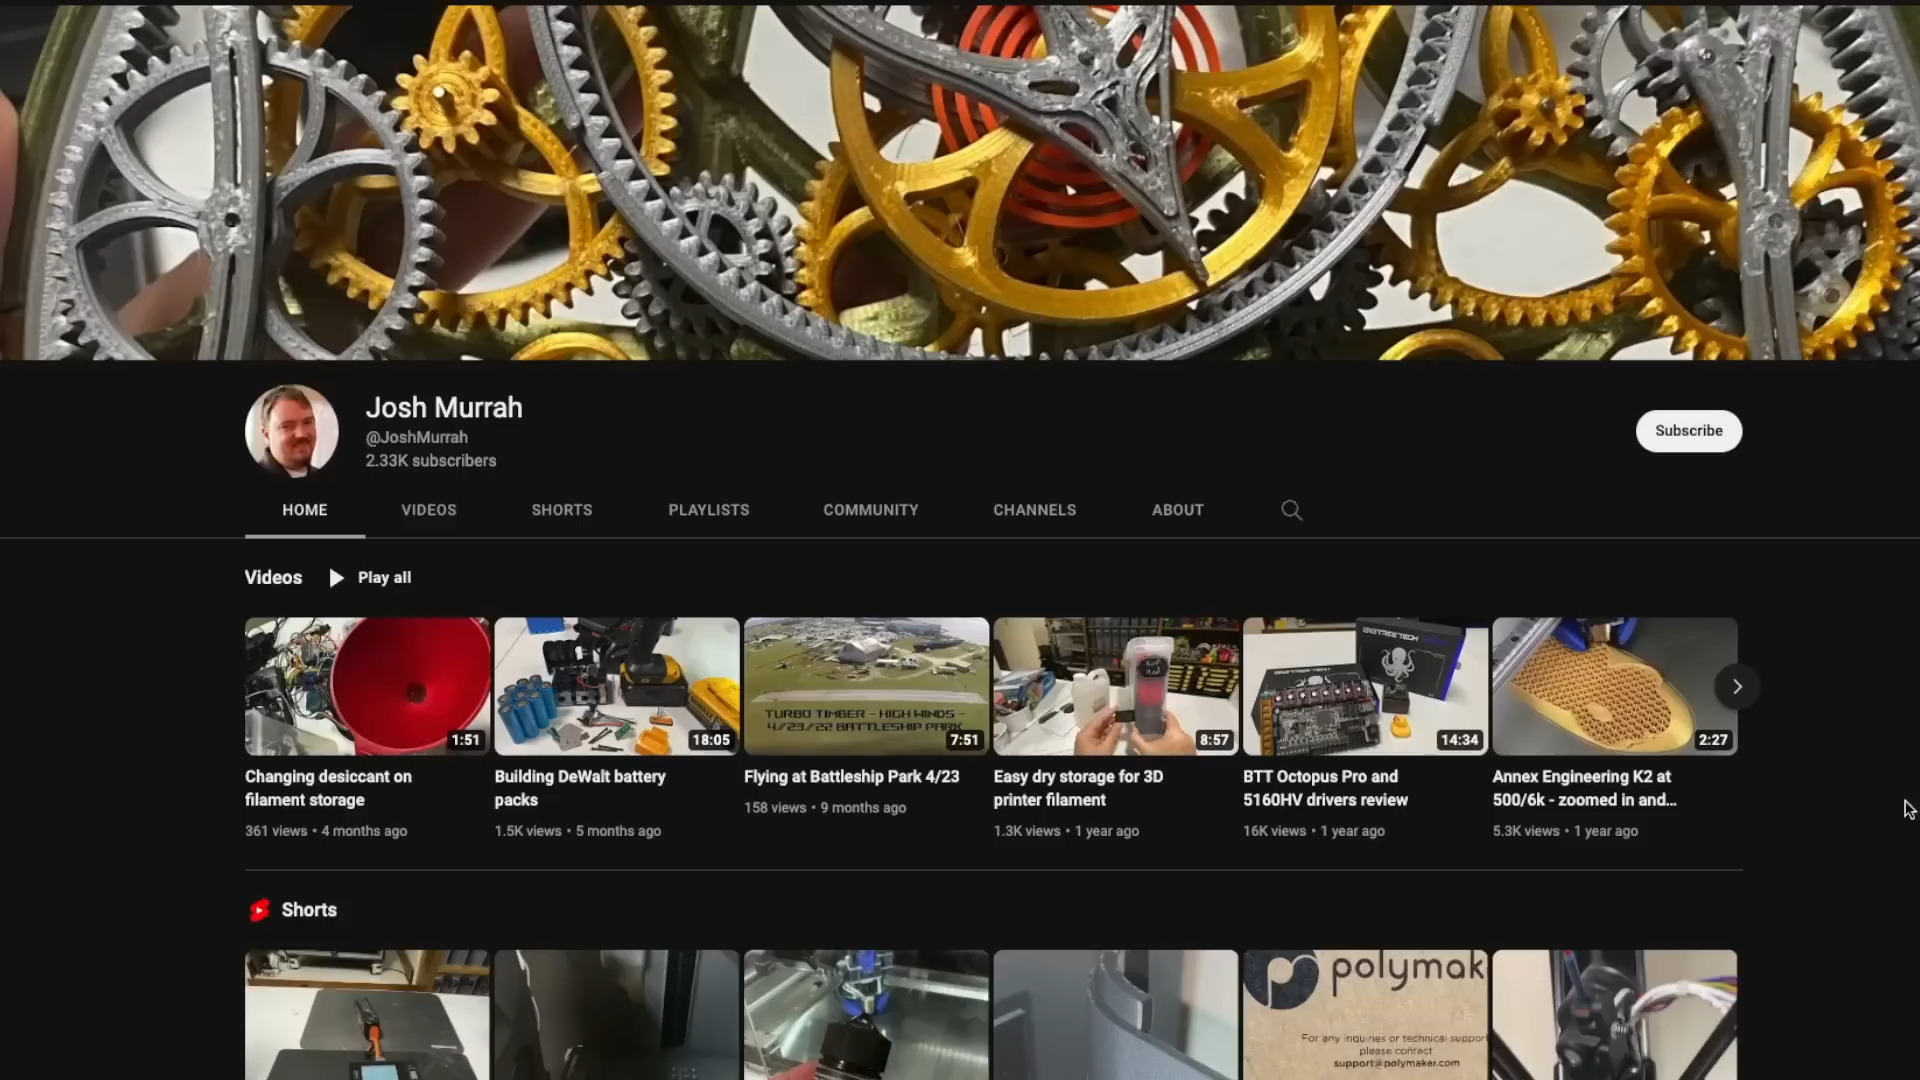 Josh Murrah
@JoshMurrah
2.33K subscribers
Subscribe
HOME VIDEOS SHORTS PLAYLISTS COMMUNITY CHANNELS ABOUT
Videos Play all
TURBO TIMBER - HIGH WINDS -
4/23/22 BATTLESHIP PARK
BIGTREETECH
1:51 18:05 7:51 8:57 14:34 2:27
Changing desiccant on
filament storage
361 views • 4 months ago
Building DeWalt battery
packs
1.5K views • 5 months ago
Flying at Battleship Park 4/23
158 views • 9 months ago
Easy dry storage for 3D
printer filament
1.3K views • 1 year ago
BTT Octopus Pro and
5160HV drivers review
16K views • 1 year ago
Annex Engineering K2 at
500/6k - zoomed in and...
5.3K views • 1 year ago
Shorts
polymak
For any inquiries or technical support
please contact
support@polymaker.com